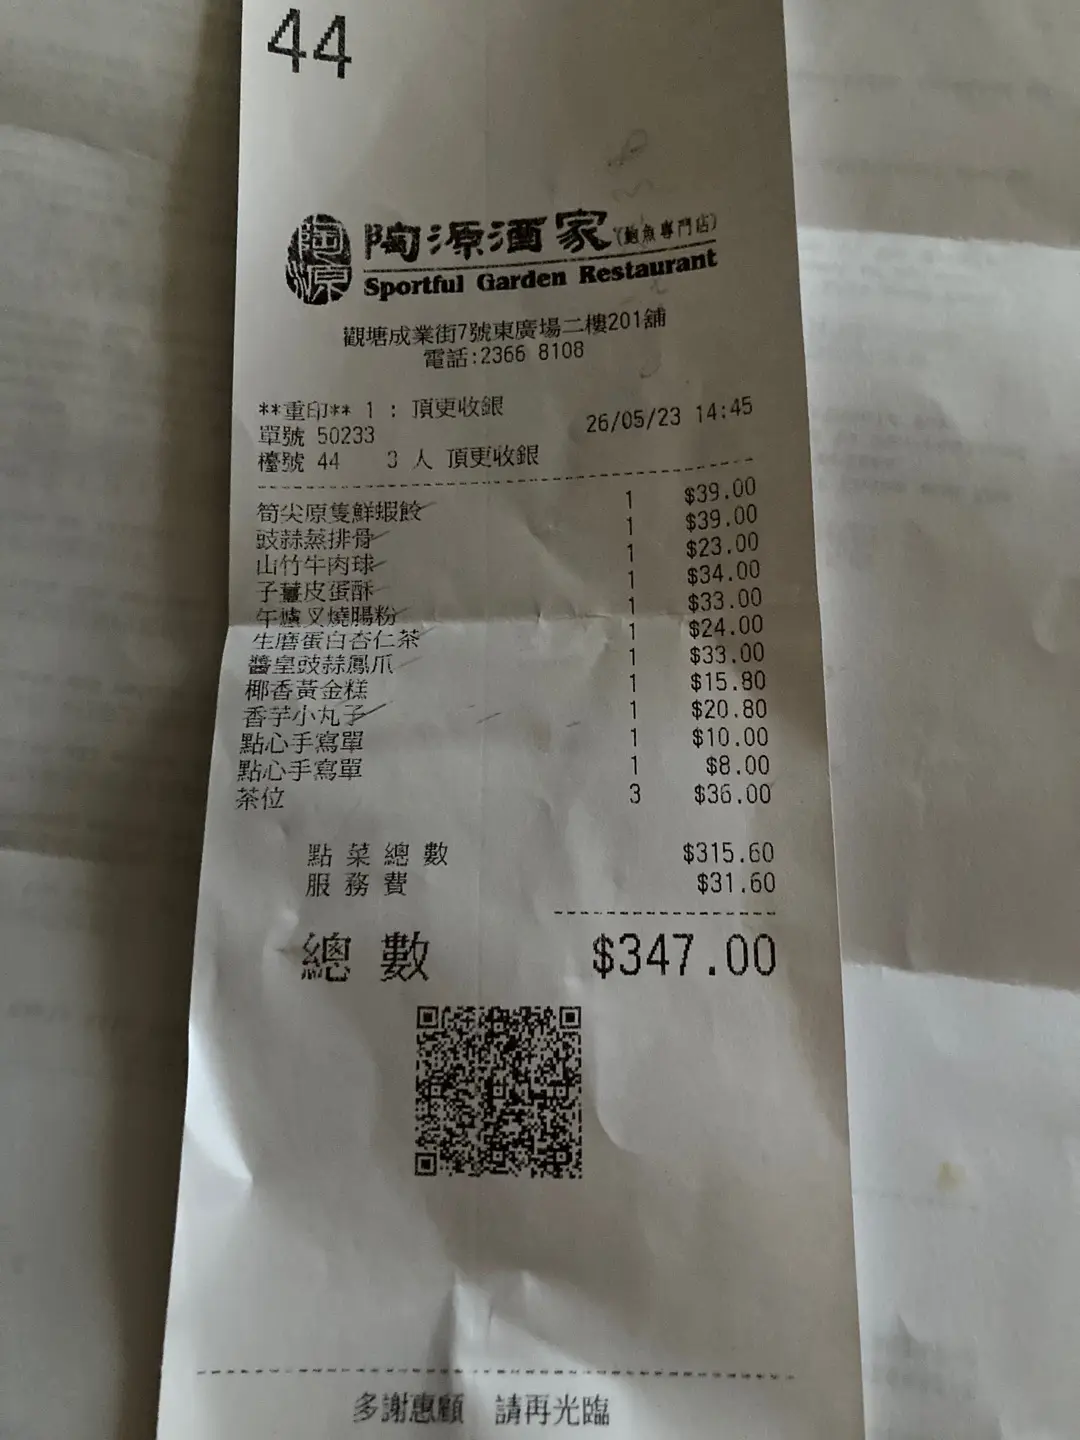 44
陶源
陶源酒家(鮑魚專門店)
Sportful Garden Restaurant
觀塘成業街7號東廣場二樓201舖
電話:2366 8108
**重印** 1 : 頂更收銀 26/05/23 14:45
單號 50233
檯號 44 3 人 頂更收銀
筍尖原隻鮮蝦餃 1 $39.00
豉蒜蒸排骨 1 $39.00
山竹牛肉球 1 $23.00
子薑皮蛋酥 1 $34.00
午爐叉燒腸粉 1 $33.00
生磨蛋白杏仁茶 1 $24.00
醬皇豉蒜鳳爪 1 $33.00
椰香黃金糕 1 $15.80
香芋小丸子 1 $20.80
點心手寫單 1 $10.00
點心手寫單 1 $8.00
茶位 3 $36.00
點菜總數 $315.60
服務費 $31.60
總數 $347.00
多謝惠顧 請再光臨